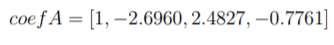 coefA = [1, −2.6960, 2.4827, −0.7761]